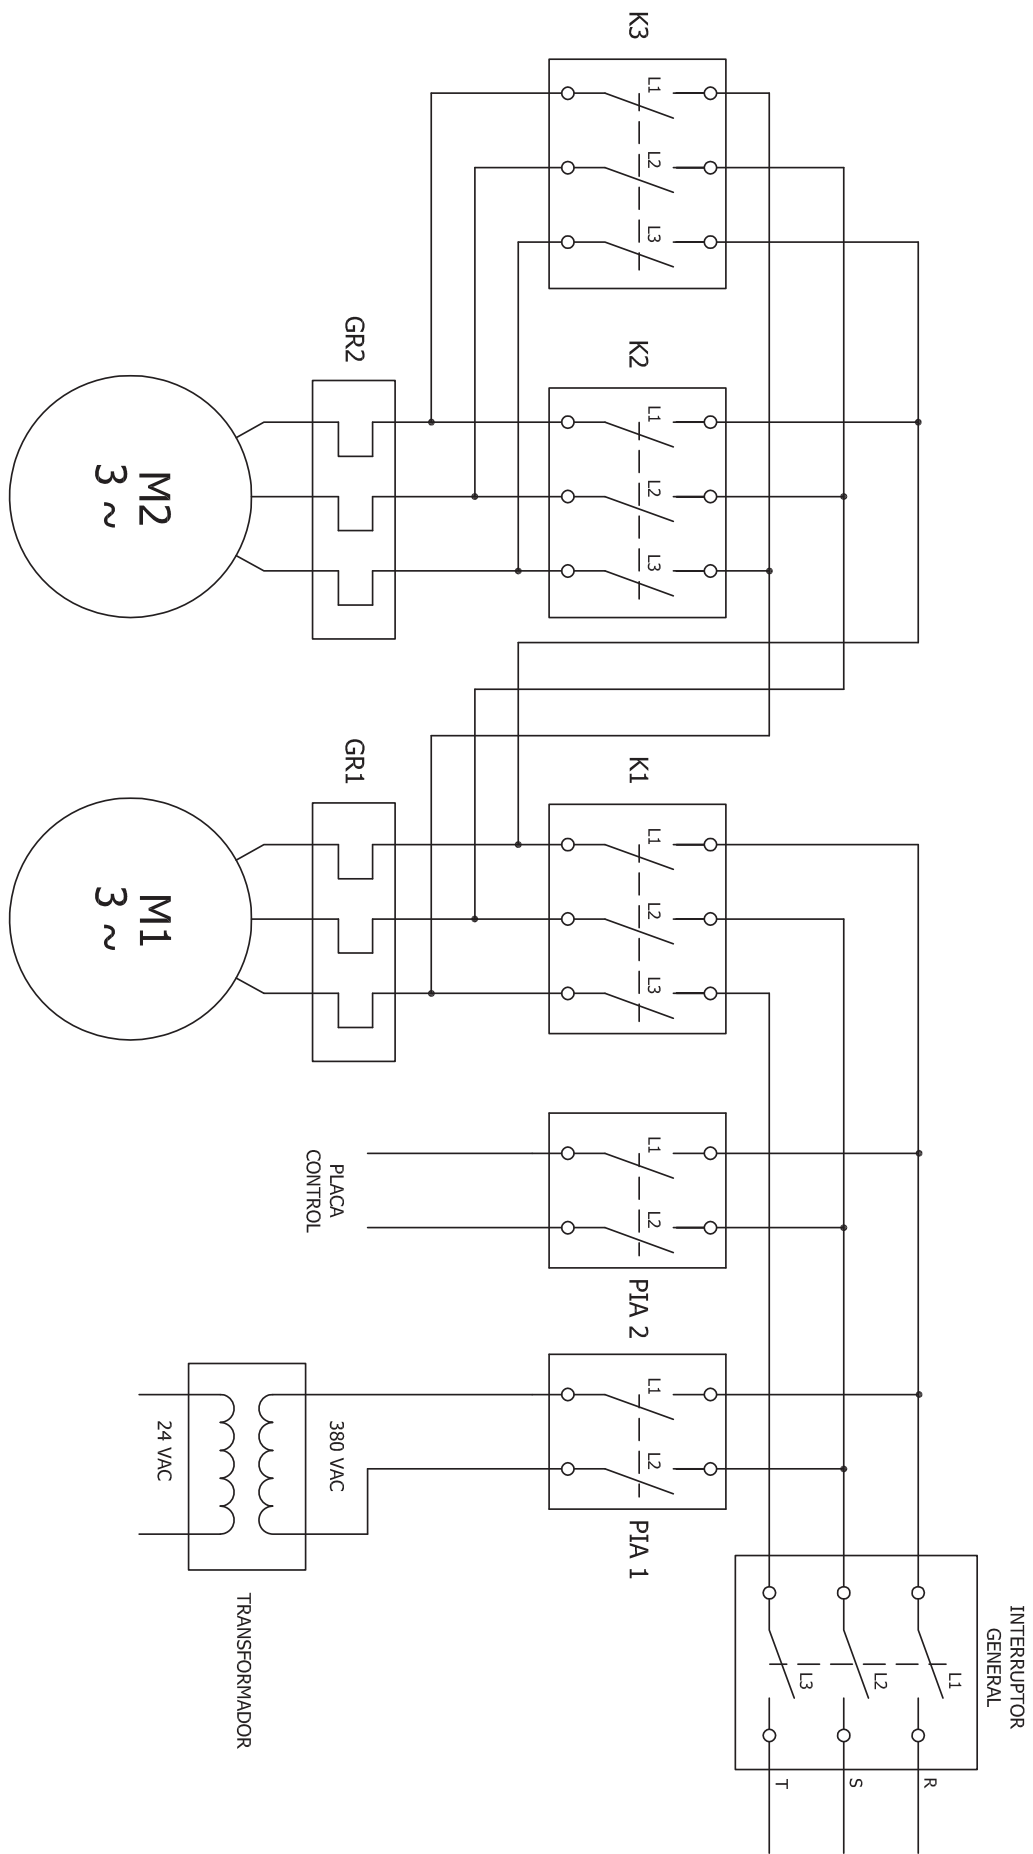 INTERRUPTOR
GENERAL
R
S
T
L1
L2
L3
PIA 1
L1
L2
PIA 2
L1
L2
K1
L1
L2
L3
K2
L1
L2
L3
K3
L1
L2
L3
TRANSFORMADOR
380 VAC
24 VAC
PLACA
CONTROL
GR1
GR2
M1
3 ~
M2
3 ~